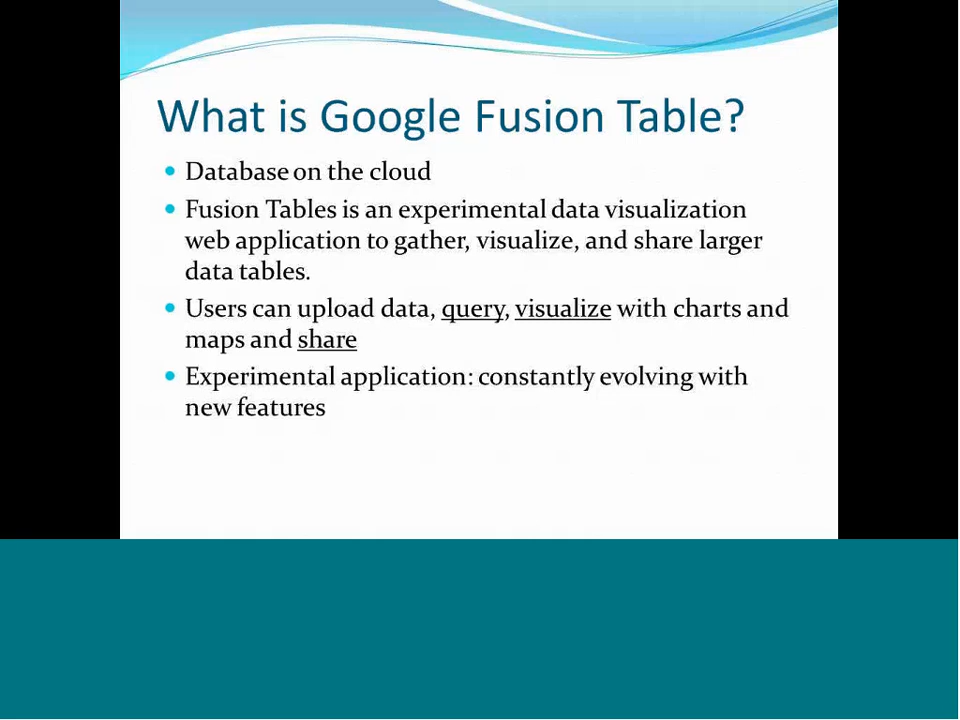 What is Google Fusion Table?
• Database on the cloud
• Fusion Tables is an experimental data visualization
web application to gather, visualize, and share larger
data tables.
• Users can upload data, query, visualize with charts and
maps and share
• Experimental application: constantly evolving with
new features